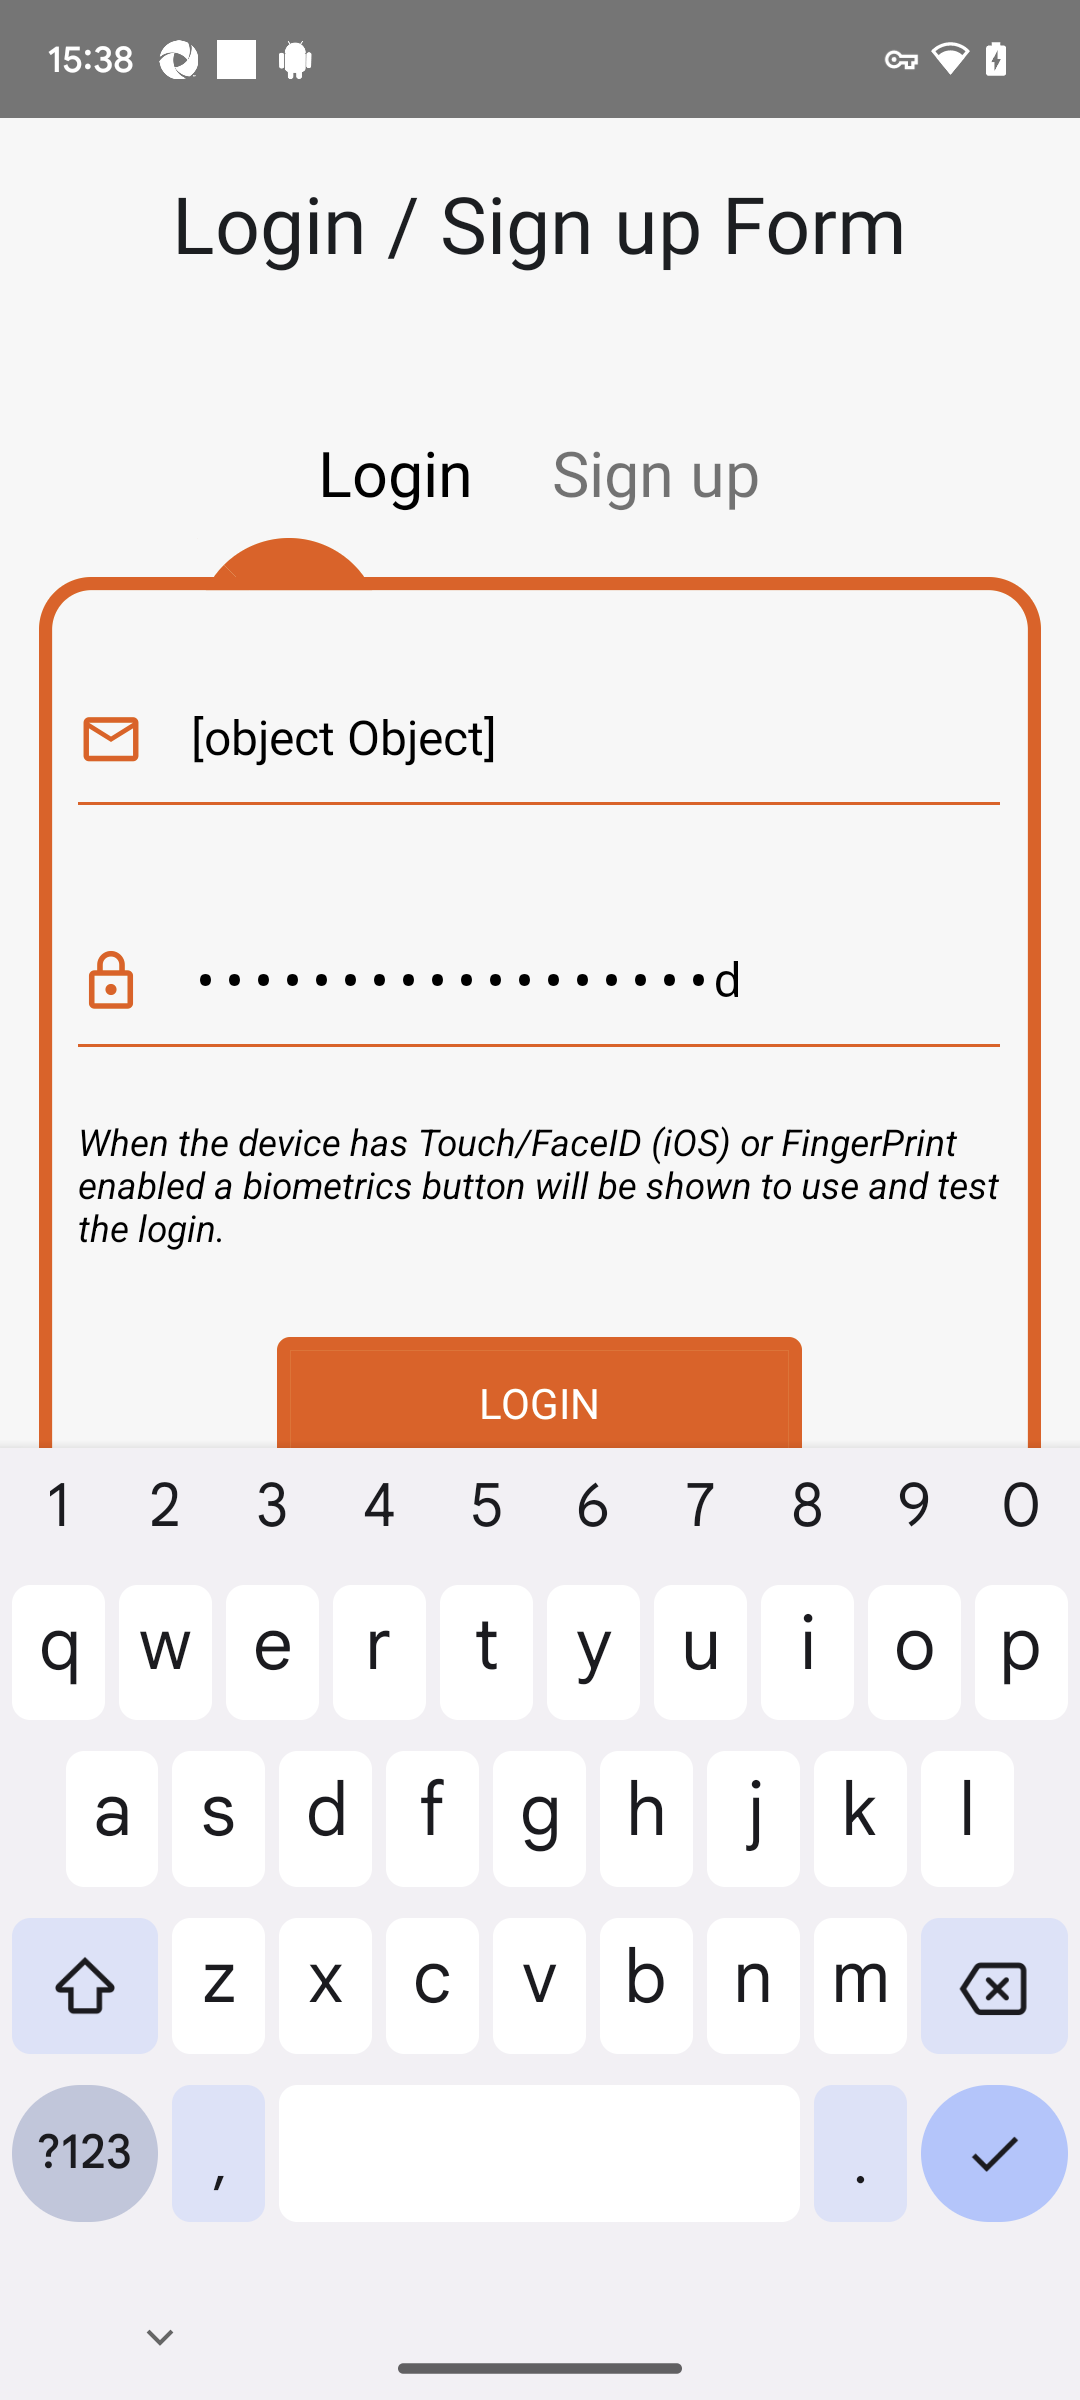 15:38
Login / Sign up Form
Login Sign up
[object Object]
••••••••••••••••••d
When the device has Touch/FaceID (iOS) or FingerPrint
enabled a biometrics button will be shown to use and test
the login.
LOGIN
1 2 3 4 5 6 7 8 9 0
q w e r t y u i o p
a s d f g h j k l
z x c v b n m
?123 , .